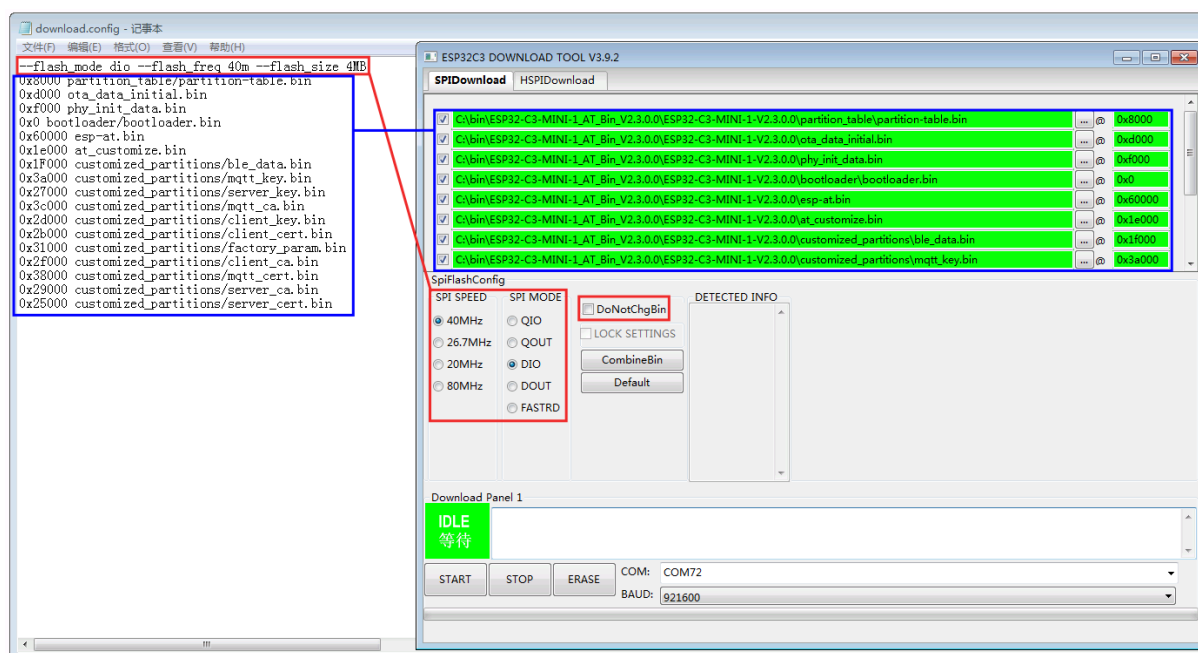 download.config - 记事本
文件(F) 编辑(E) 格式(O) 查看(V) 帮助(H)
--flash_mode dio --flash_freq 40m --flash_size 4MB
0x8000 partition_table/partition-table.bin
0xd000 ota_data_initial.bin
0xf000 phy_init_data.bin
0x0 bootloader/bootloader.bin
0x60000 esp-at.bin
0x1e000 at_customize.bin
0x1F000 customized_partitions/ble_data.bin
0x3a000 customized_partitions/mqtt_key.bin
0x27000 customized_partitions/server_key.bin
0x3c000 customized_partitions/mqtt_ca.bin
0x2d000 customized_partitions/client_key.bin
0x2b000 customized_partitions/client_cert.bin
0x31000 customized_partitions/factory_param.bin
0x2f000 customized_partitions/client_ca.bin
0x38000 customized_partitions/mqtt_cert.bin
0x29000 customized_partitions/server_ca.bin
0x25000 customized_partitions/server_cert.bin
ESP32C3 DOWNLOAD TOOL V3.9.2
SPIDownload HSPIDownload
C:\bin\ESP32-C3-MINI-1_AT_Bin_V2.3.0.0\ESP32-C3-MINI-1-V2.3.0.0\partition_table\partition-table.bin ... @ 0x8000
C:\bin\ESP32-C3-MINI-1_AT_Bin_V2.3.0.0\ESP32-C3-MINI-1-V2.3.0.0\ota_data_initial.bin ... @ 0xd000
C:\bin\ESP32-C3-MINI-1_AT_Bin_V2.3.0.0\ESP32-C3-MINI-1-V2.3.0.0\phy_init_data.bin ... @ 0xf000
C:\bin\ESP32-C3-MINI-1_AT_Bin_V2.3.0.0\ESP32-C3-MINI-1-V2.3.0.0\bootloader\bootloader.bin ... @ 0x0
C:\bin\ESP32-C3-MINI-1_AT_Bin_V2.3.0.0\ESP32-C3-MINI-1-V2.3.0.0\esp-at.bin ... @ 0x60000
C:\bin\ESP32-C3-MINI-1_AT_Bin_V2.3.0.0\ESP32-C3-MINI-1-V2.3.0.0\at_customize.bin ... @ 0x1e000
C:\bin\ESP32-C3-MINI-1_AT_Bin_V2.3.0.0\ESP32-C3-MINI-1-V2.3.0.0\customized_partitions\ble_data.bin ... @ 0x1f000
C:\bin\ESP32-C3-MINI-1_AT_Bin_V2.3.0.0\ESP32-C3-MINI-1-V2.3.0.0\customized_partitions\mqtt_key.bin ... @ 0x3a000
SpiFlashConfig
SPI SPEED SPI MODE DETECTED INFO
DoNotChgBin
40MHz QIO
LOCK SETTINGS
26.7MHz QOUT
CombineBin
20MHz DIO
Default
80MHz DOUT
FASTRD
Download Panel 1
IDLE
等待
START STOP ERASE
COM: COM72
BAUD: 921600